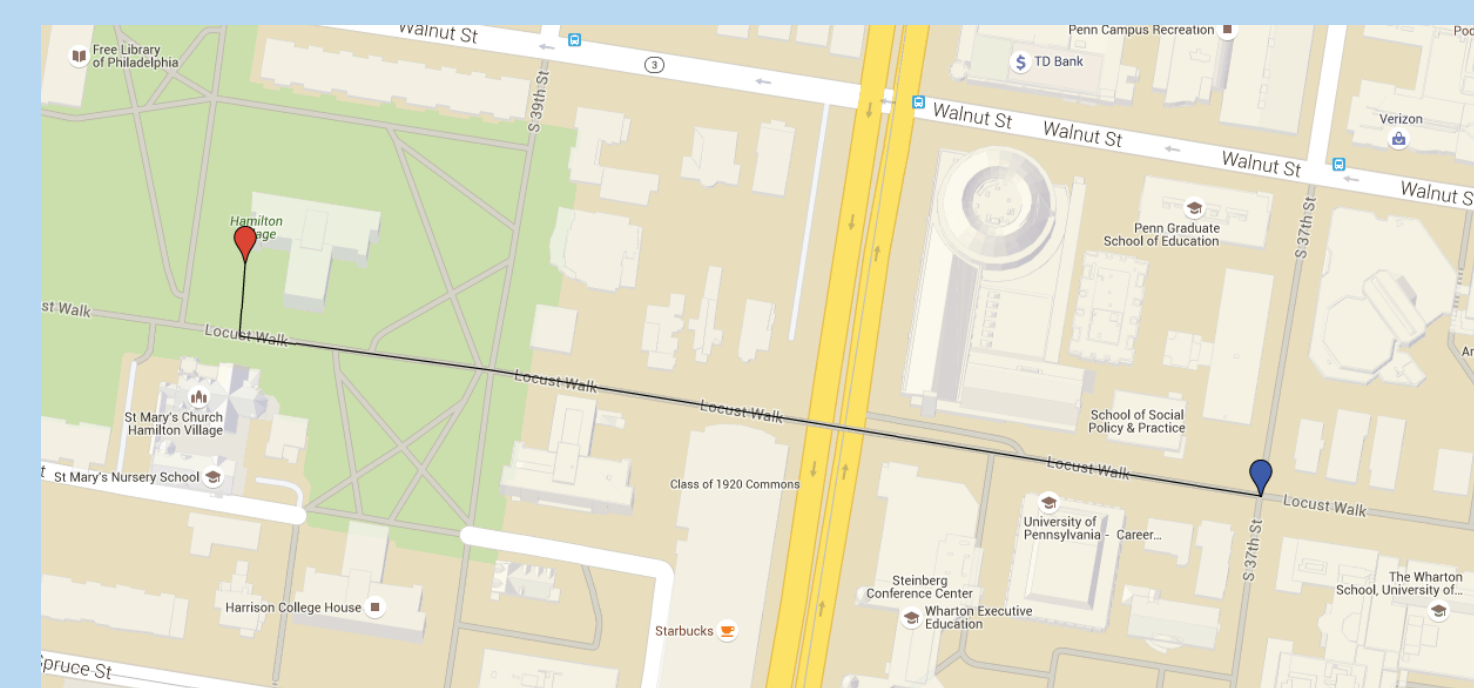 Walnut St
Penn Campus Recreation
Free Library
of Philadelphia
3
$ TD Bank
S 39th St
Walnut St
Walnut St
Verizon
Walnut St
Walnut S
Hamilton
Penn Graduate
School of Education
S 37th St
st Walk
Locust Walk
Locust Walk
Locust Walk
St Mary's Church
Hamilton Village
School of Social
Policy & Practice
Locust Walk
St Mary's Nursery School
Class of 1920 Commons
Locust Walk
University of
Pennsylvania - Career...
S 37th St
Steinberg
Conference Center
The Wharton
School, University of...
Harrison College House
Wharton Executive
Education
Starbucks
Spruce St